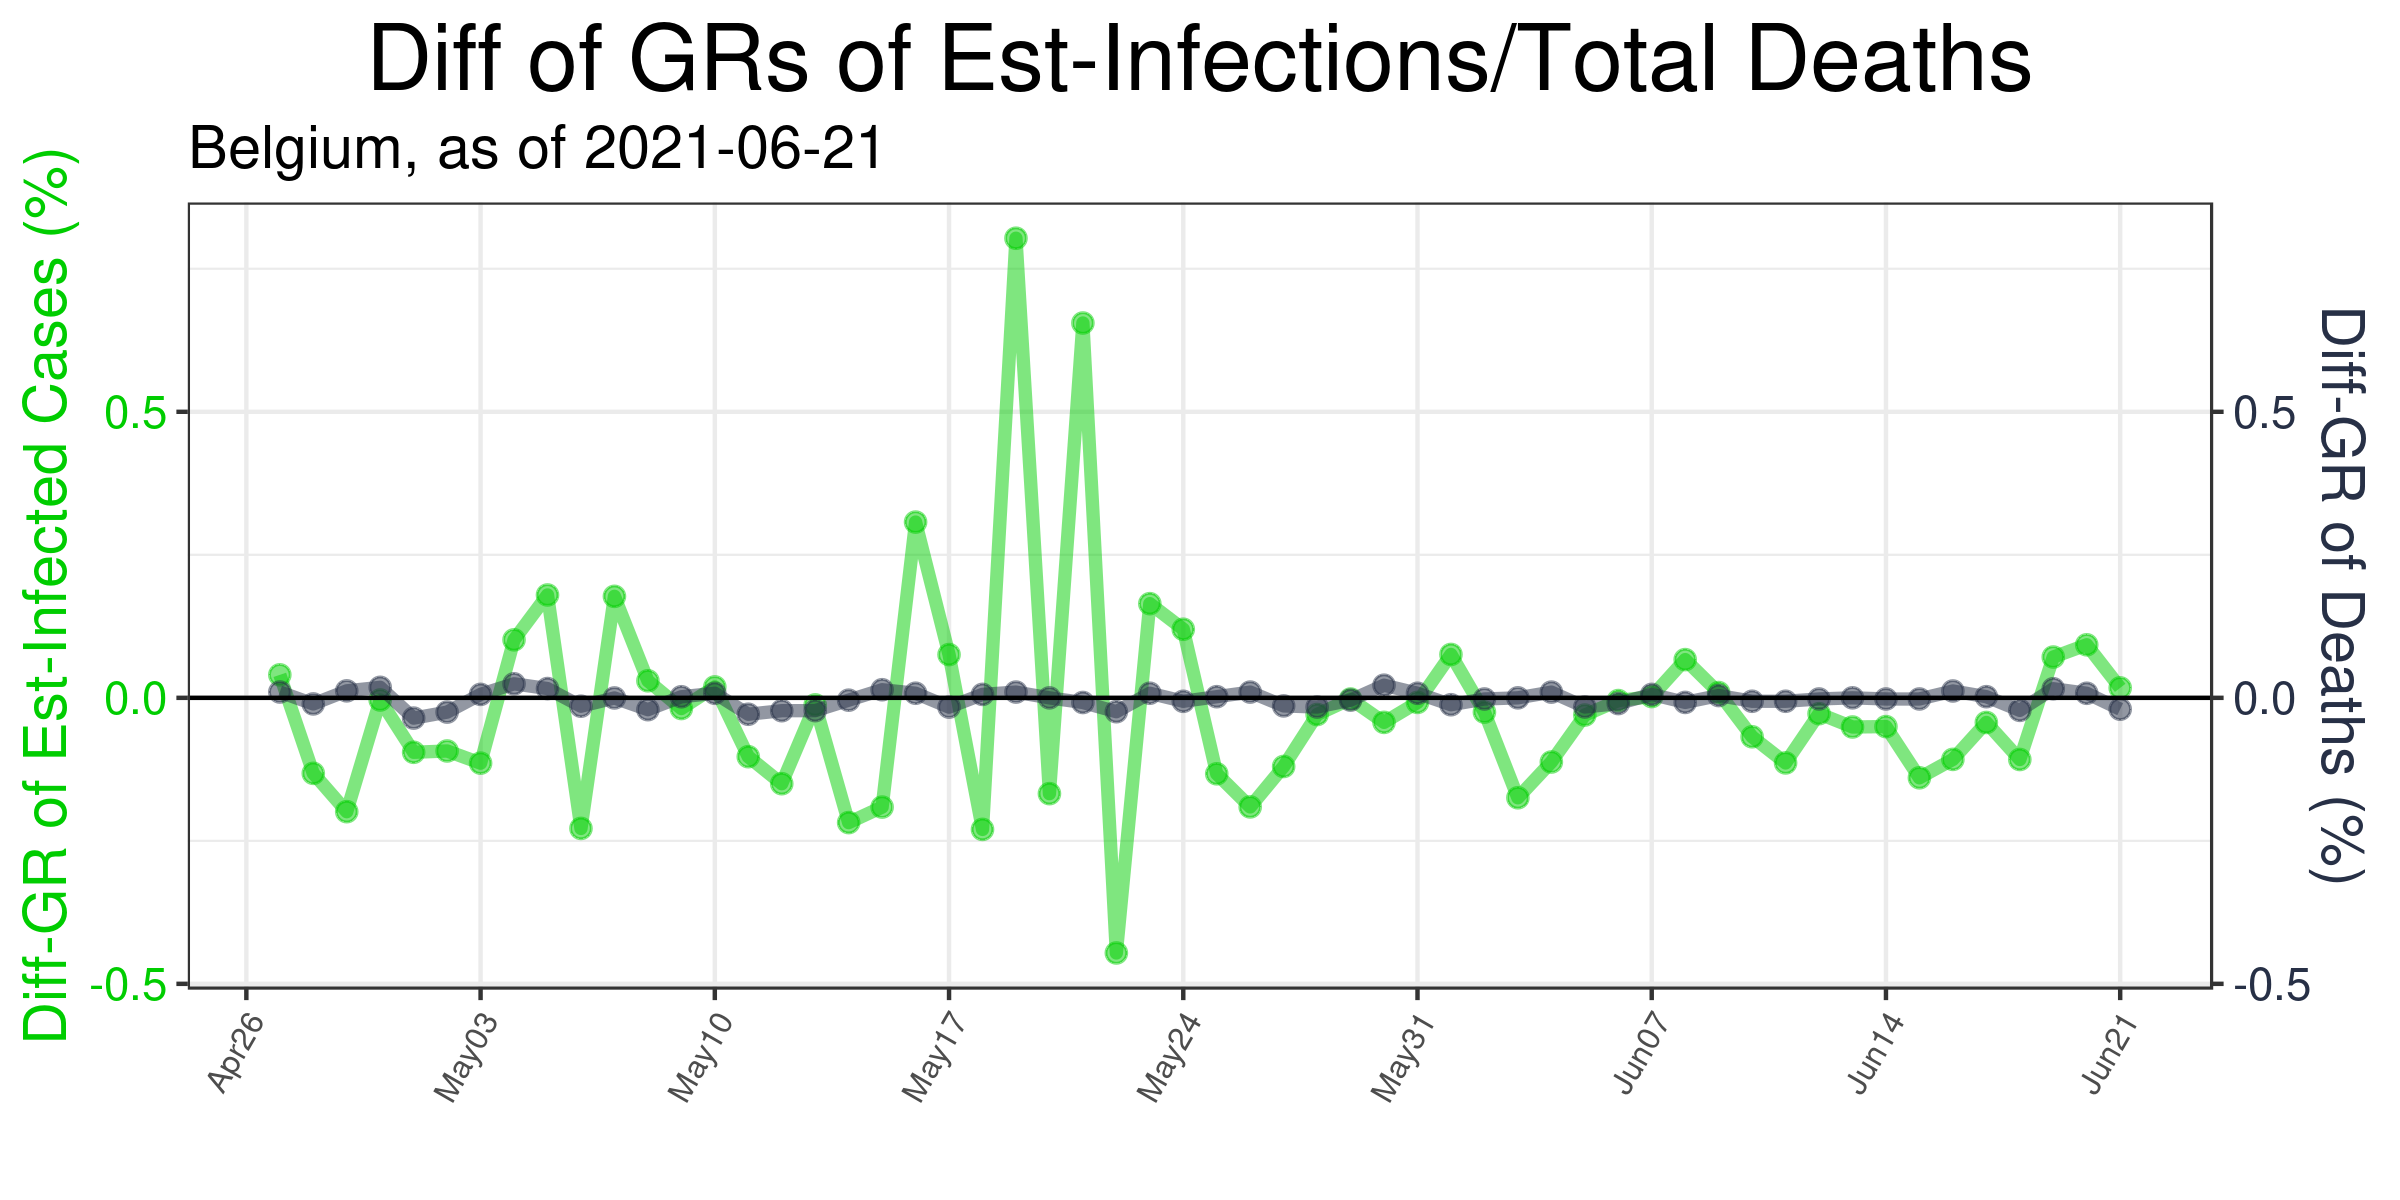 Diff of GRs of Est-Infections/Total Deaths
Belgium, as of 2021-06-21
Diff-GR of Est-Infected Cases (%)
0.5
0.0
-0.5
0.5
0.0
-0.5
Diff-GR of Deaths (%)
Apr26
May03
May10
May17
May24
May31
Jun07
Jun14
Jun21